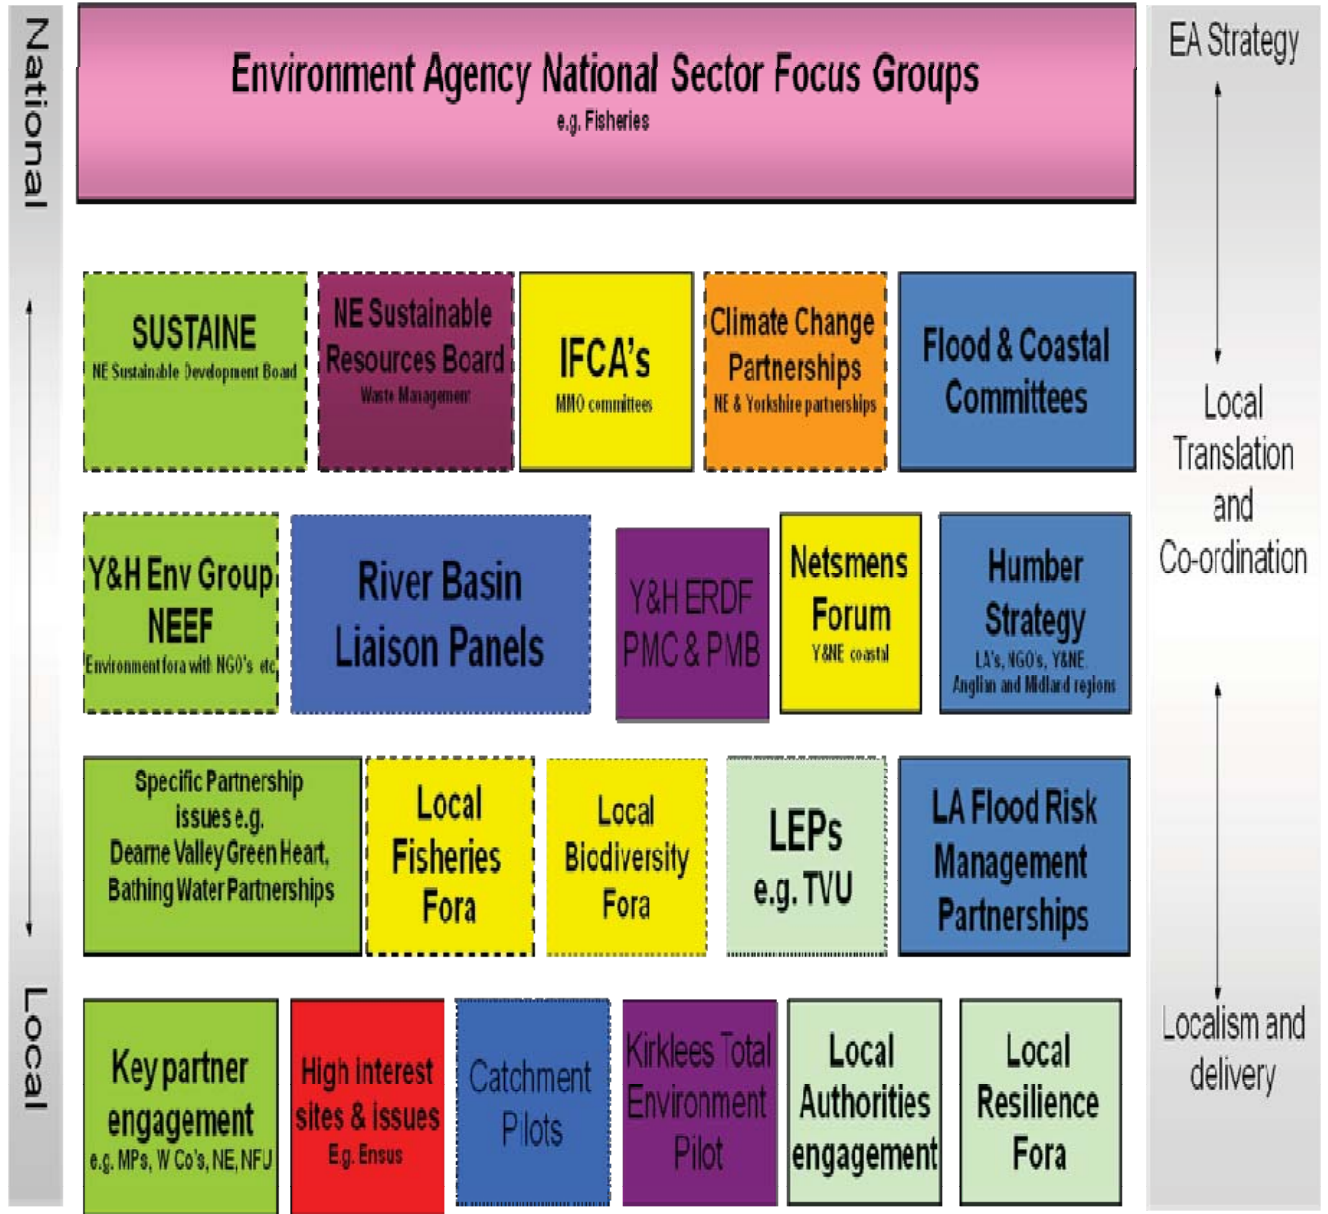 National
Environment Agency National Sector Focus Groups
e.g. Fisheries
EA Strategy
SUSTAINE
NE Sustainable Development Board
NE Sustainable
Resources Board
Waste Management
IFCA's
MMO committees
Climate Change
Partnerships
NE & Yorkshire partnerships
Flood & Coastal
Committees
Local
Translation
and
Co-ordination
Y&H Env Group
NEEF
Environment fora with NGO's etc
River Basin
Liaison Panels
Y&H ERDF
PMC & PMB
Netsmens
Forum
Y&NE coastal
Humber
Strategy
LA's, NGO's, Y&NE,
Anglian and Midland regions
Specific Partnership
issues e.g.
Dearne Valley Green Heart,
Bathing Water Partnerships
Local
Fisheries
Fora
Local
Biodiversity
Fora
LEPs
e.g. TVU
LA Flood Risk
Management
Partnerships
Local
Key partner
engagement
e.g. MPs, W Co's, NE, NFU
High interest
sites & issues
E.g. Ensus
Catchment
Pilots
Kirklees Total
Environment
Pilot
Local
Authorities
engagement
Local
Resilience
Fora
Localism and
delivery